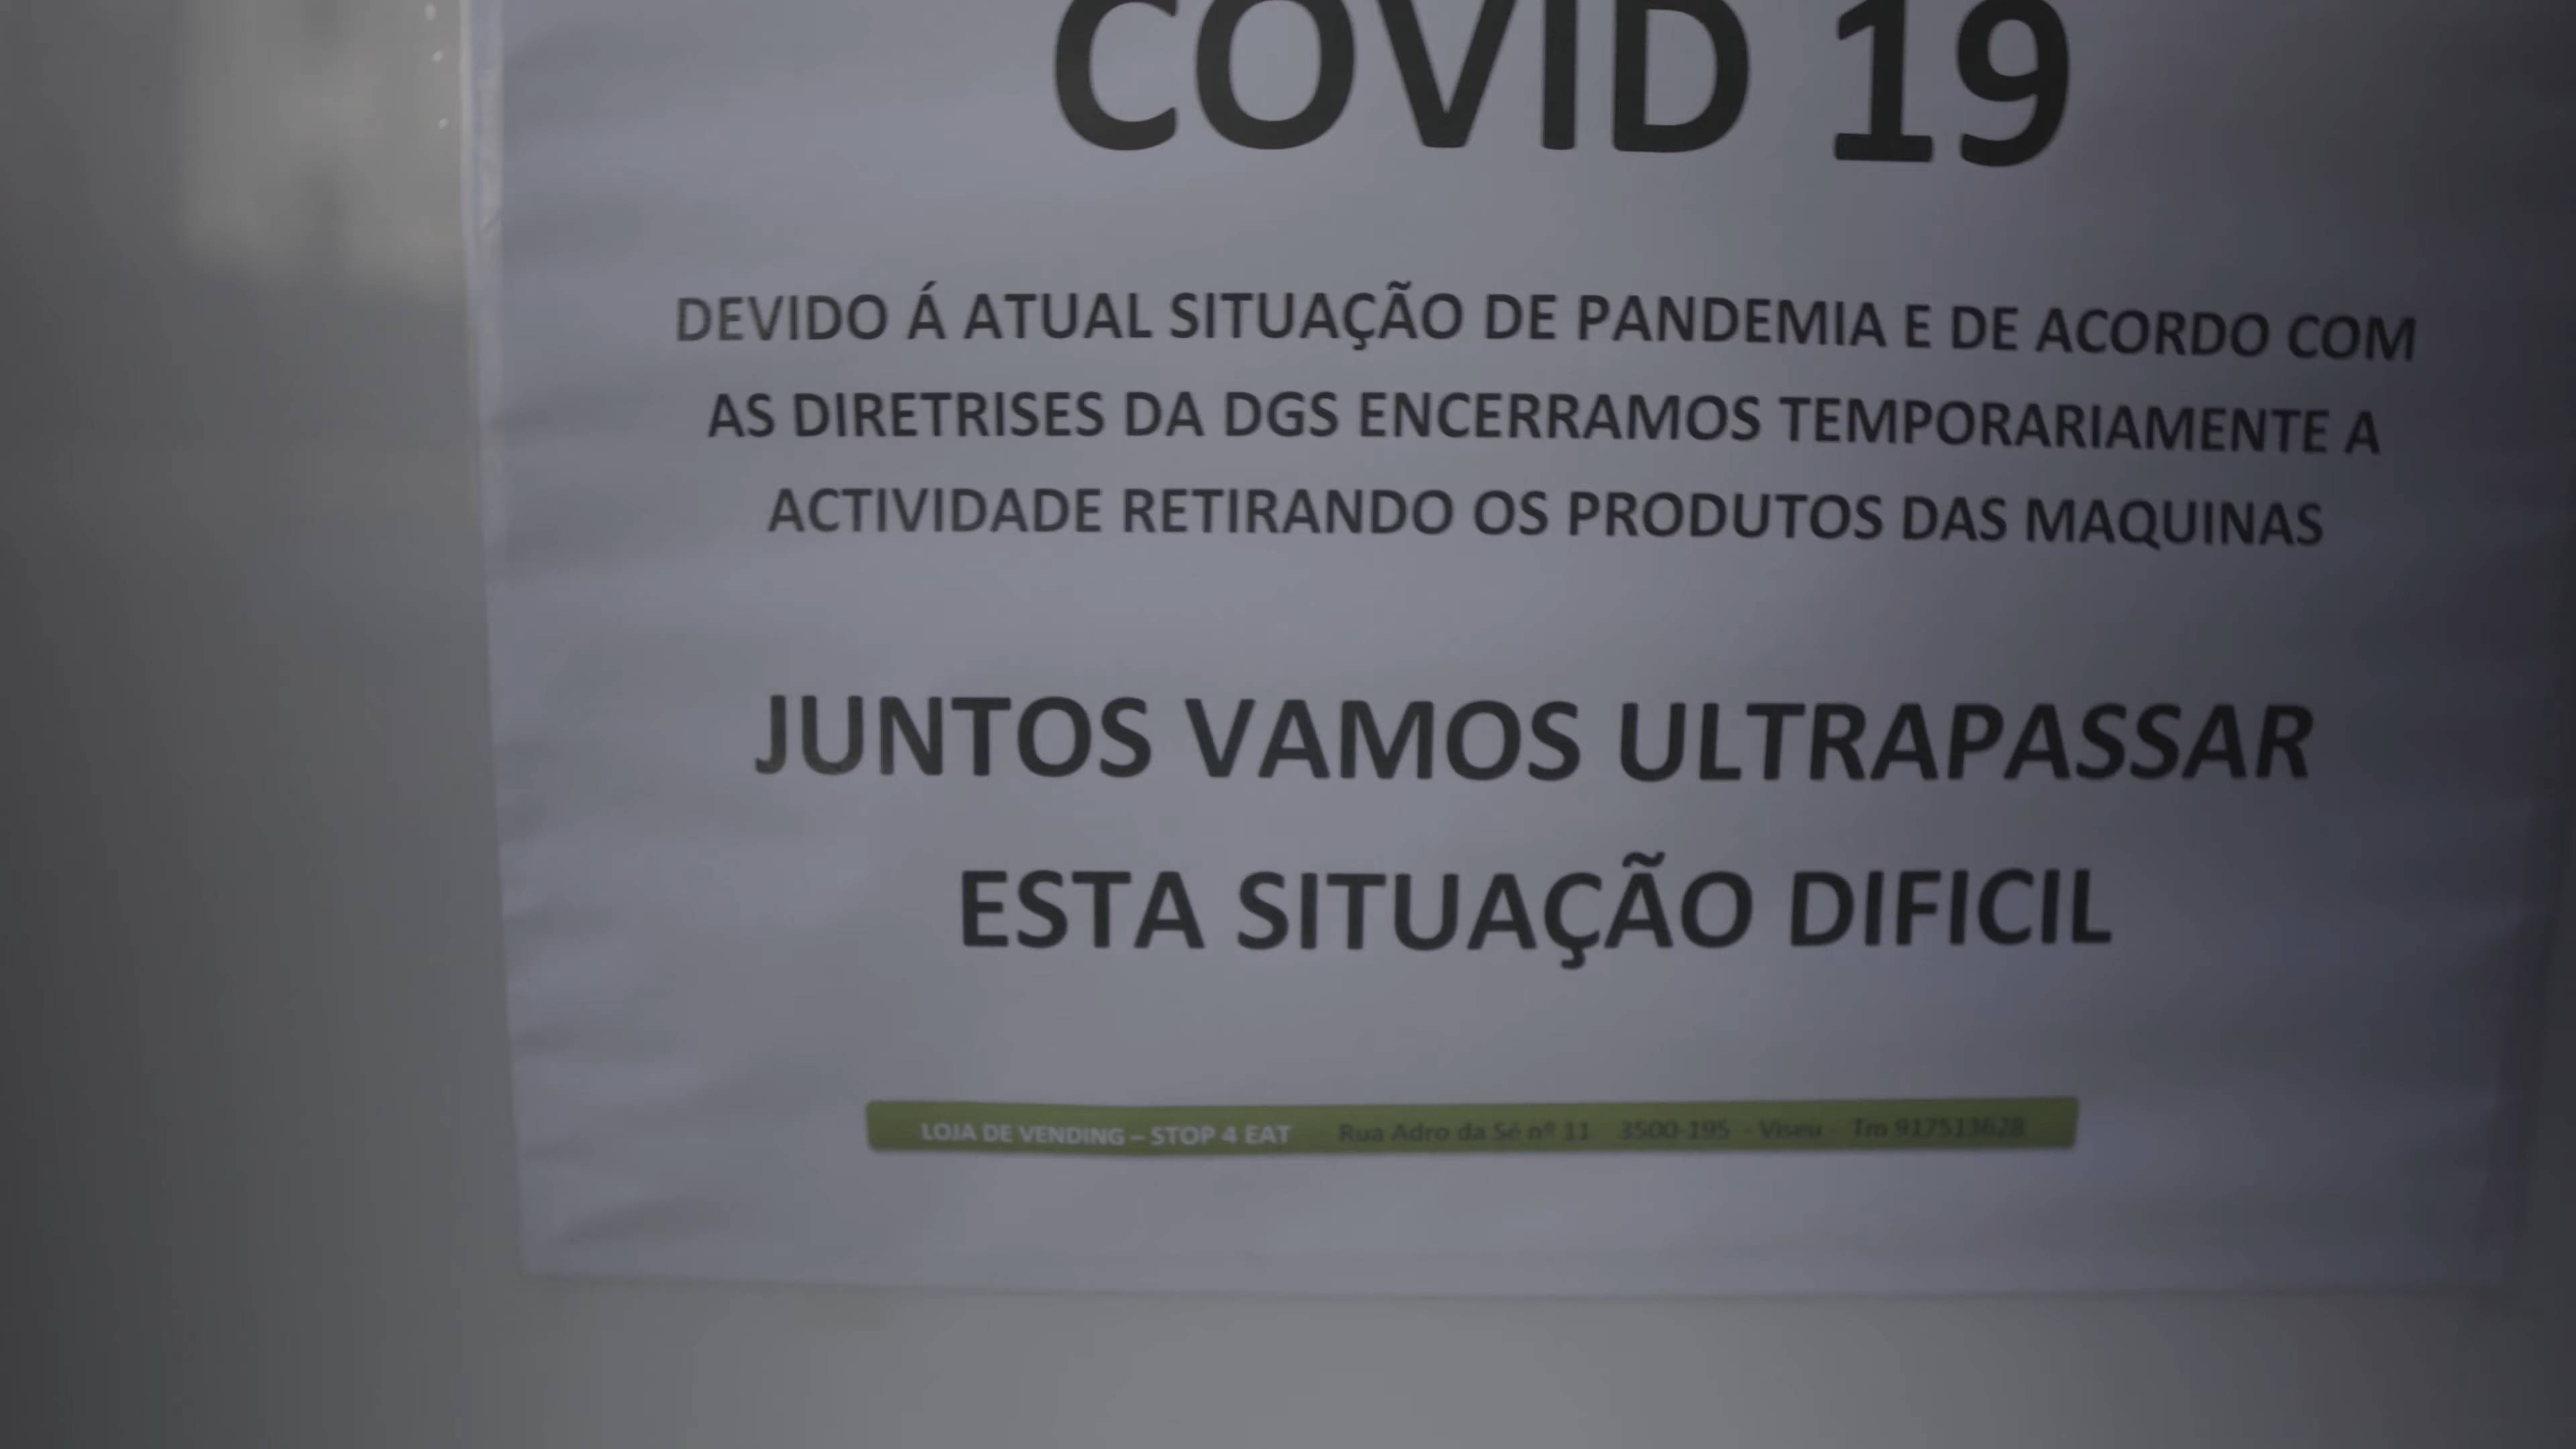 COVID 19
DEVIDO Á ATUAL SITUAÇÃO DE PANDEMIA E DE ACORDO COM
AS DIRETRISES DA DGS ENCERRAMOS TEMPORARIAMENTE A
ACTIVIDADE RETIRANDO OS PRODUTOS DAS MAQUINAS
JUNTOS VAMOS ULTRAPASSAR
ESTA SITUAÇÃO DIFICIL
LOJA DE VENDING – STOP 4 EAT Rua Adro da Sé nº 11 3500-195 - Viseu - Tm 917513628